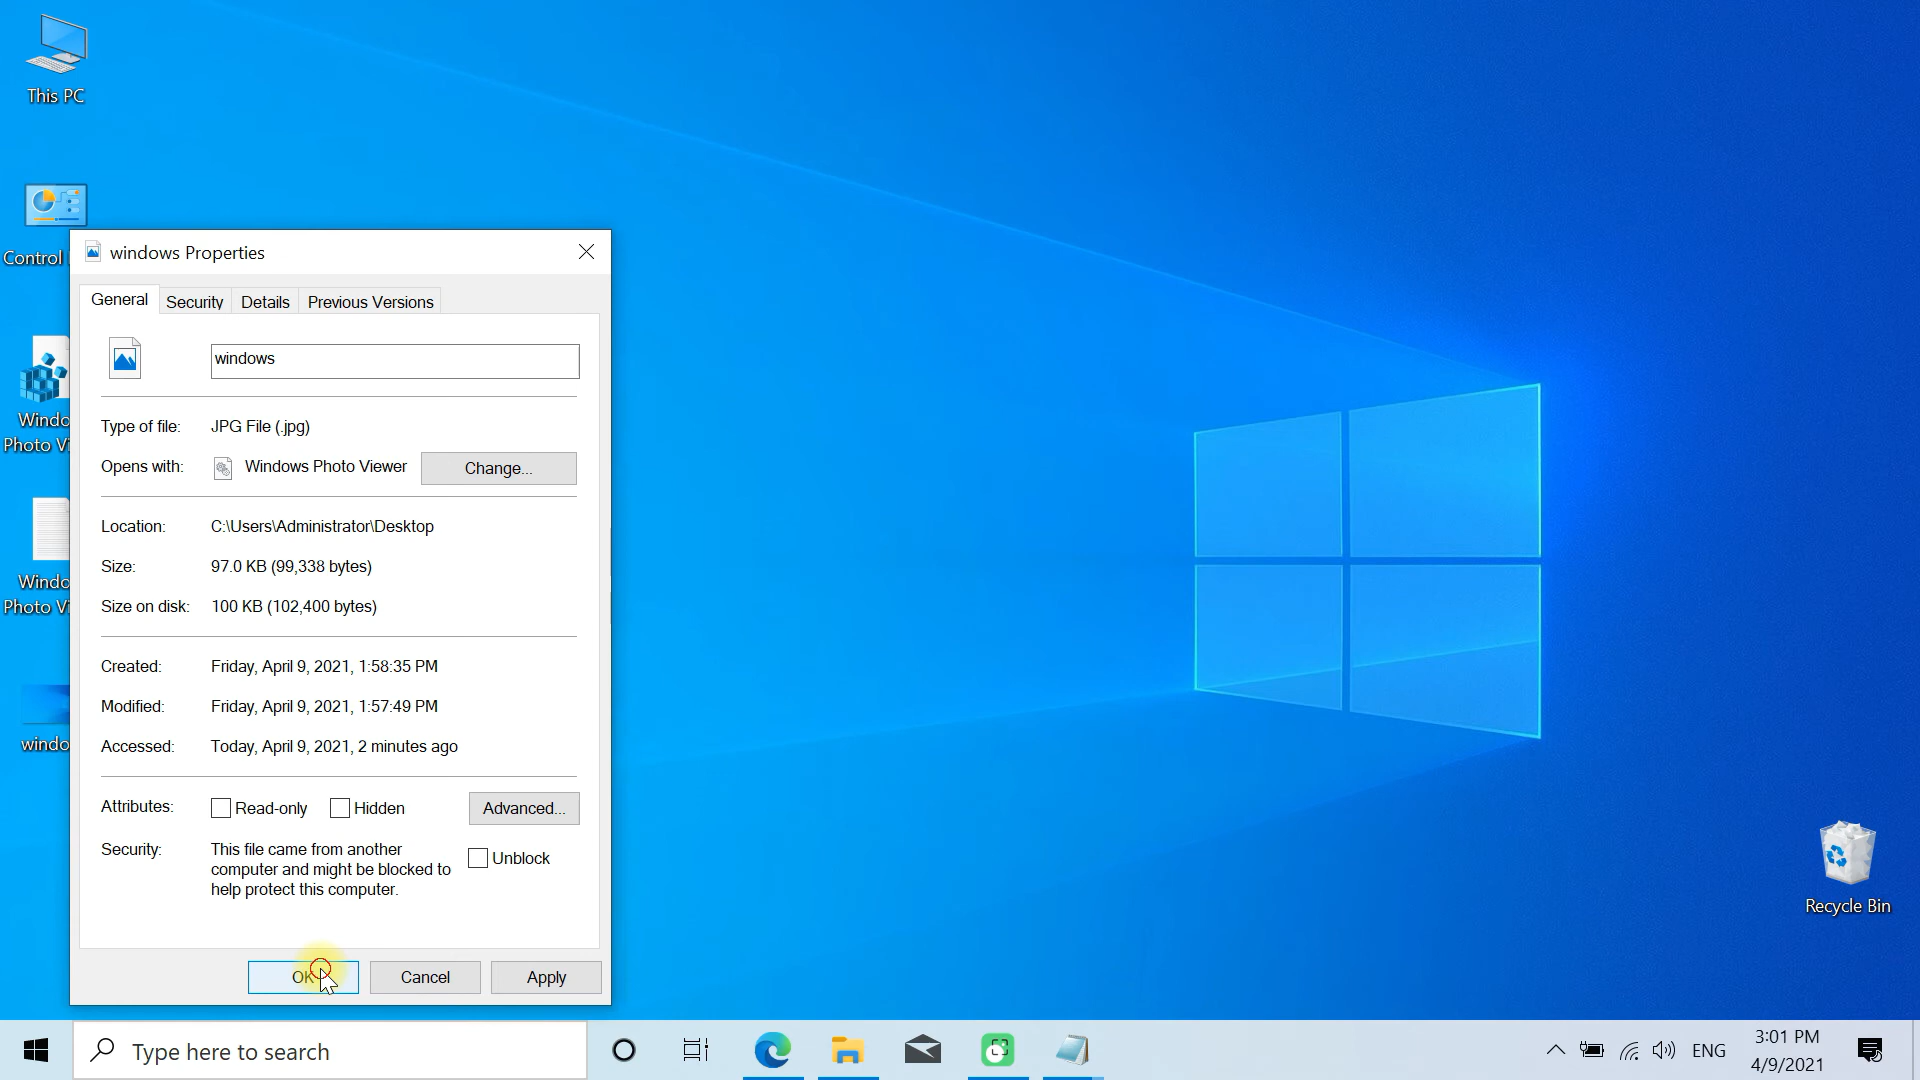 This PC
Control
Windo
Photo Vi
Windo
Photo Vi
windo
windows Properties
General
Security
Details
Previous Versions
windows
Type of file:
JPG File (.jpg)
Opens with:
Windows Photo Viewer
Change...
Location:
C:\Users\Administrator\Desktop
Size:
97.0 KB (99,338 bytes)
Size on disk:
100 KB (102,400 bytes)
Created:
Friday, April 9, 2021, 1:58:35 PM
Modified:
Friday, April 9, 2021, 1:57:49 PM
Accessed:
Today, April 9, 2021, 2 minutes ago
Attributes:
Read-only
Hidden
Advanced...
Security:
This file came from another
computer and might be blocked to
help protect this computer.
Unblock
OK
Cancel
Apply
Recycle Bin
Type here to search
ENG
3:01 PM
4/9/2021